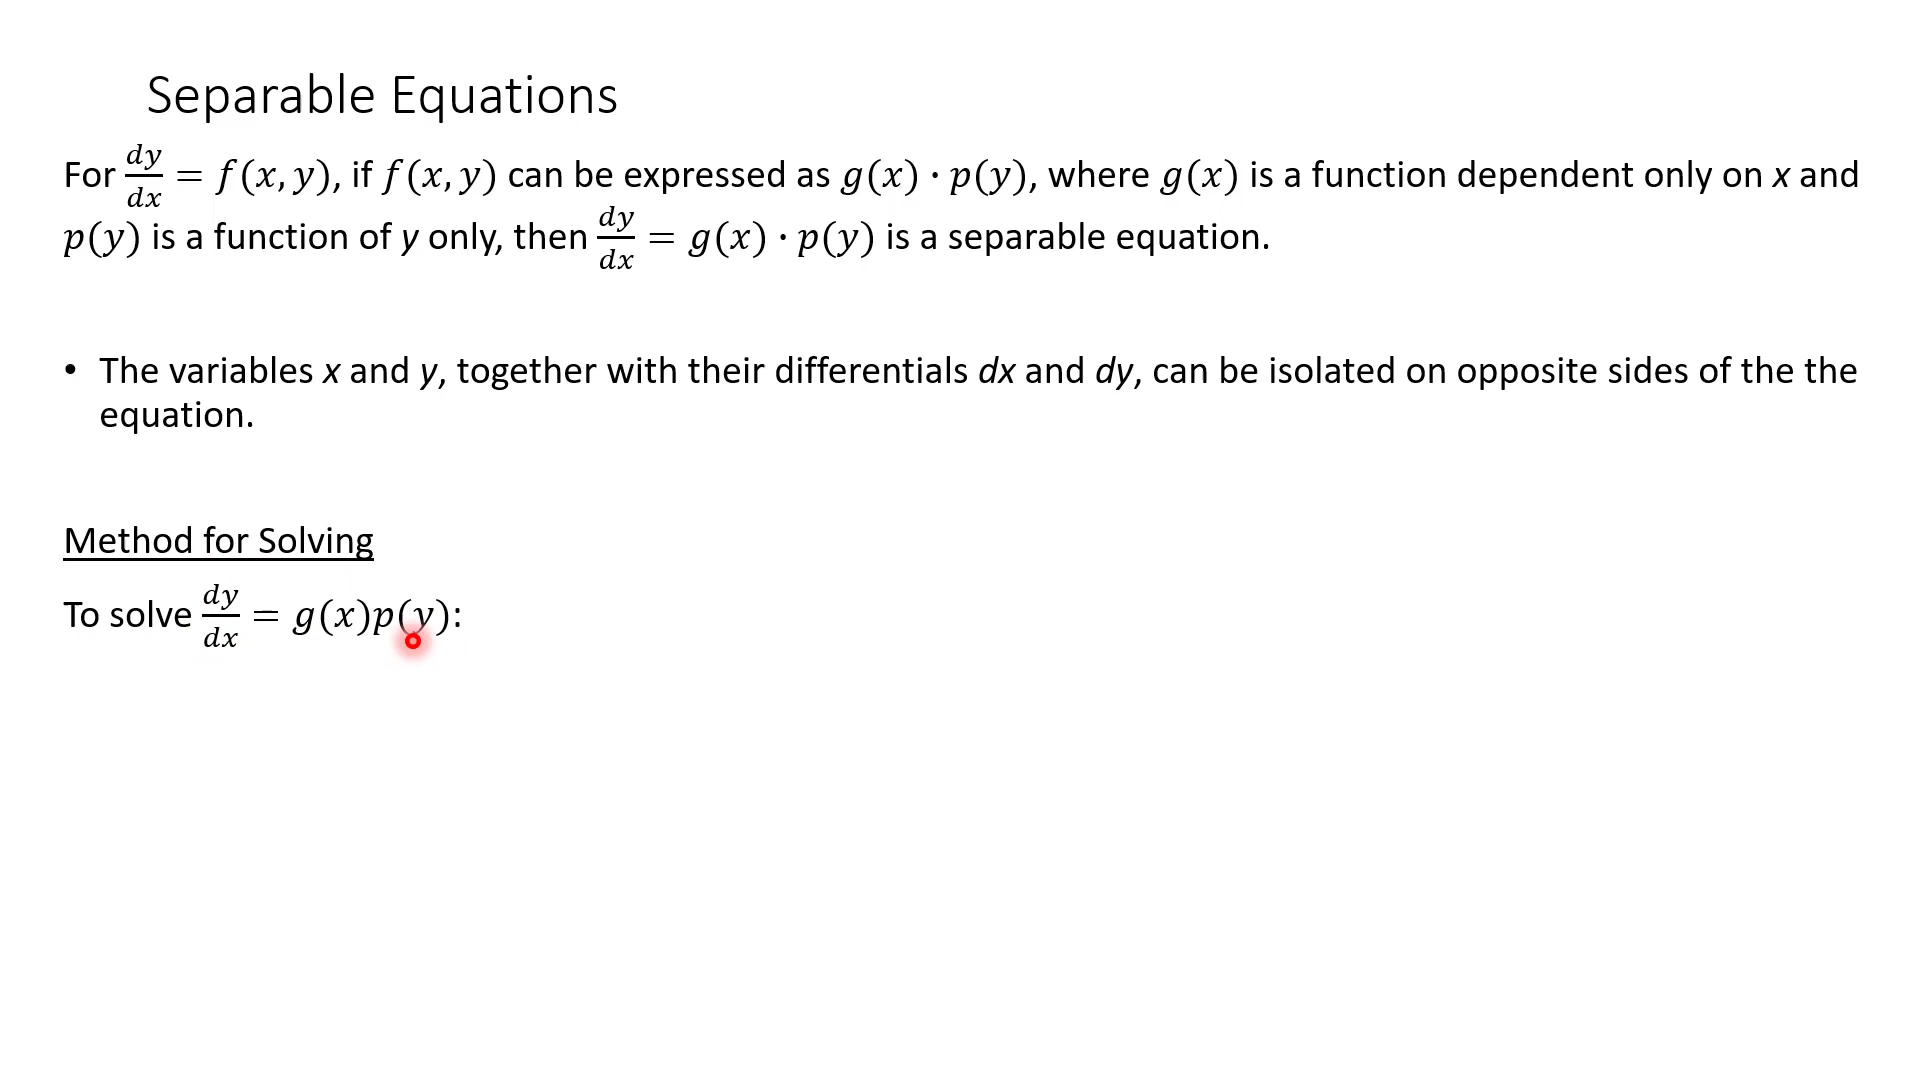 Separable Equations
For dy/dx = f(x, y), if f(x, y) can be expressed as g(x) · p(y), where g(x) is a function dependent only on x and
p(y) is a function of y only, then dy/dx = g(x) · p(y) is a separable equation.
• The variables x and y, together with their differentials dx and dy, can be isolated on opposite sides of the the
equation.
Method for Solving
To solve dy/dx = g(x)p(y):